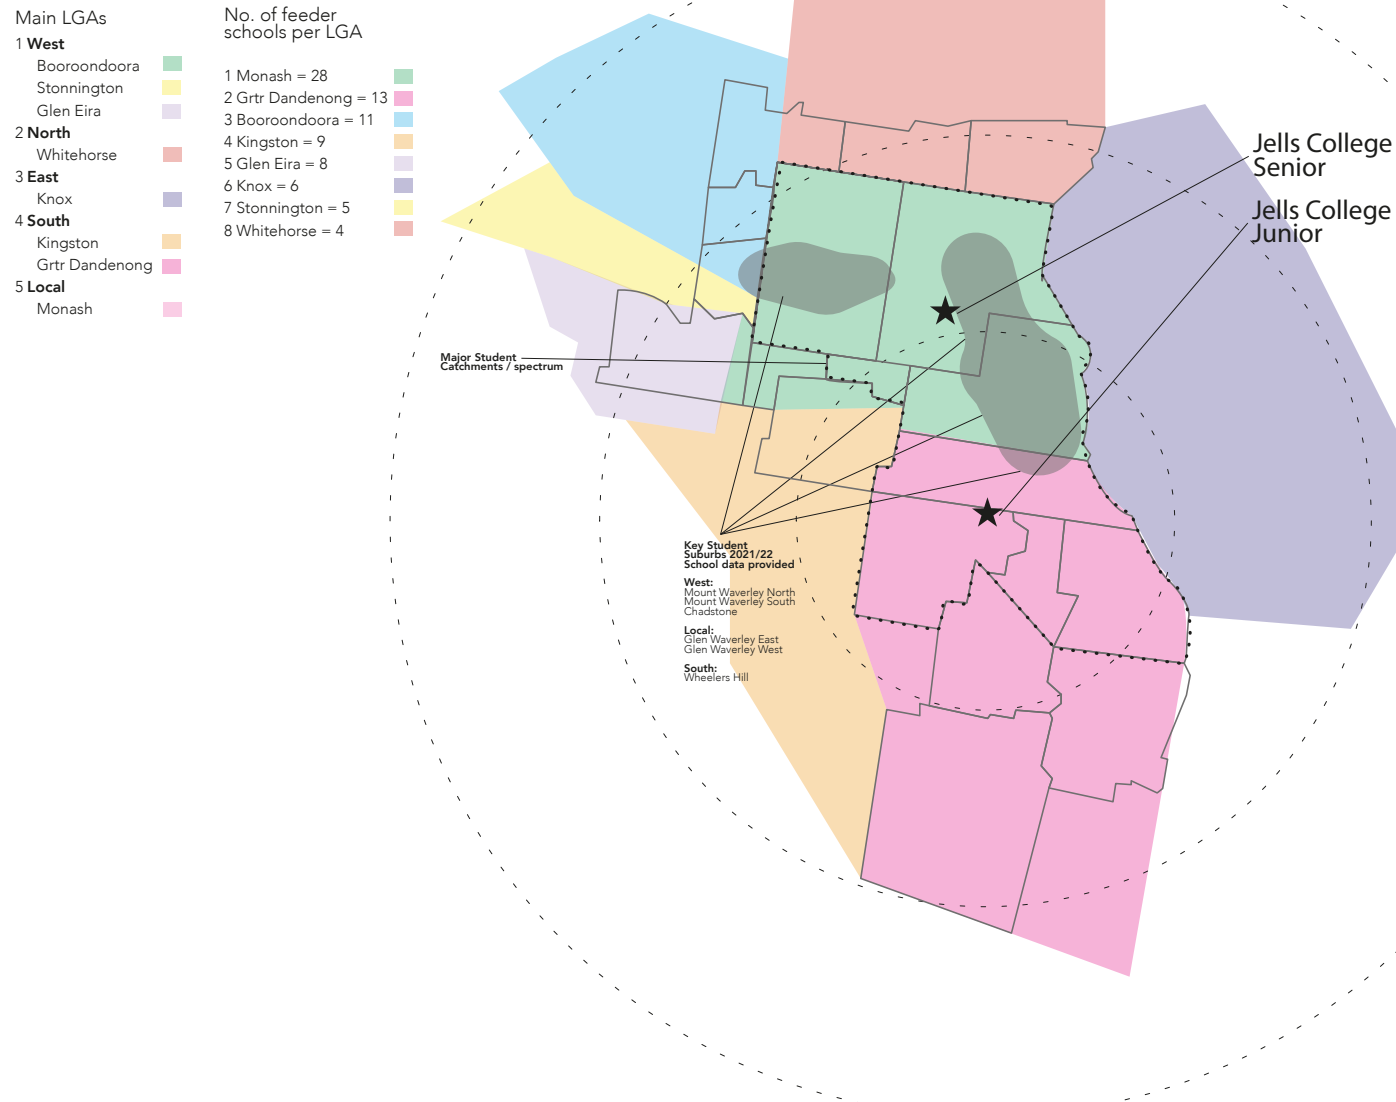 Main LGAs
1 West
Booroondoora
Stonnington
Glen Eira
2 North
Whitehorse
3 East
Knox
4 South
Kingston
Grtr Dandenong
5 Local
Monash
No. of feeder
schools per LGA
1 Monash = 28
2 Grtr Dandenong = 13
3 Booroondoora = 11
4 Kingston = 9
5 Glen Eira = 8
6 Knox = 6
7 Stonnington = 5
8 Whitehorse = 4
Jells College
Senior
Jells College
Junior
Major Student
Catchments / spectrum
Key Student
Suburbs 2021/22
School data provided
West:
Mount Waverley North
Mount Waverley South
Chadstone
Local:
Glen Waverley East
Glen Waverley West
South:
Wheelers Hill